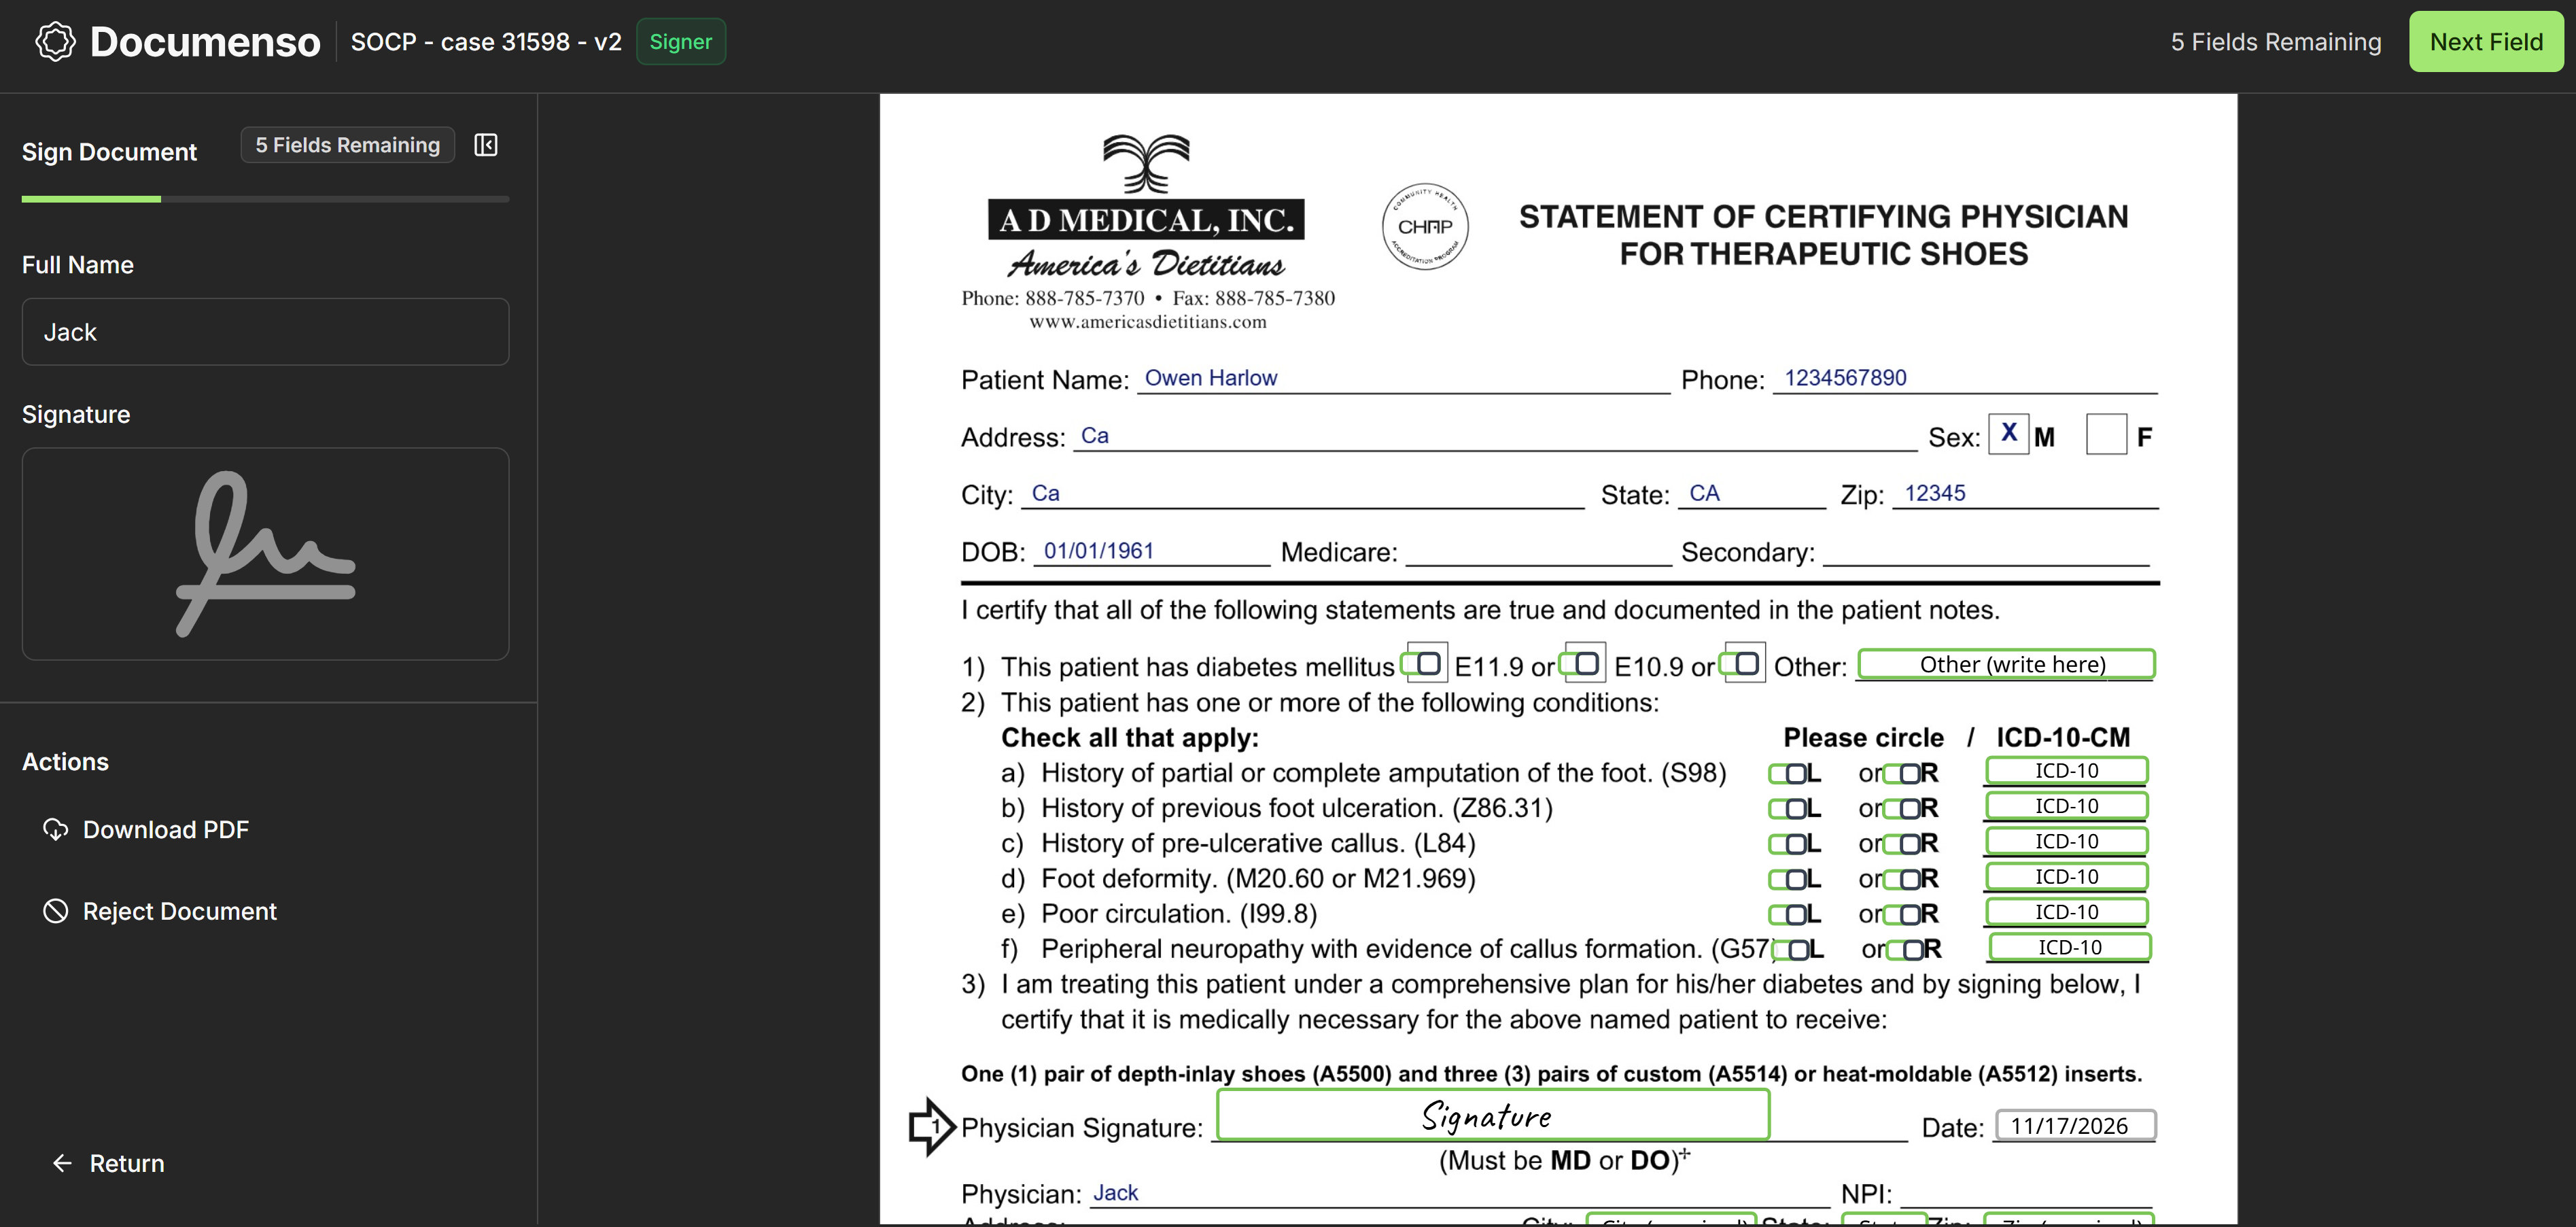 Documenso SOCP - case 31598 - v2 Signer 5 Fields Remaining Next Field
Sign Document 5 Fields Remaining
Full Name
Jack
Signature
Actions
Download PDF
Reject Document
Return
A D MEDICAL, INC.
America's Dietitians
Phone: 888-785-7370 • Fax: 888-785-7380
www.americasdietitians.com
COMMUNITY HEALTH
CHAP
ACCREDITATION PROGRAM
STATEMENT OF CERTIFYING PHYSICIAN
FOR THERAPEUTIC SHOES
Patient Name: Owen Harlow Phone: 1234567890
Address: Ca Sex: X M F
City: Ca State: CA Zip: 12345
DOB: 01/01/1961 Medicare: Secondary:
I certify that all of the following statements are true and documented in the patient notes.
1) This patient has diabetes mellitus E11.9 or E10.9 or Other: Other (write here)
2) This patient has one or more of the following conditions:
Check all that apply: Please circle / ICD-10-CM
a) History of partial or complete amputation of the foot. (S98) L or R ICD-10
b) History of previous foot ulceration. (Z86.31) L or R ICD-10
c) History of pre-ulcerative callus. (L84) L or R ICD-10
d) Foot deformity. (M20.60 or M21.969) L or R ICD-10
e) Poor circulation. (I99.8) L or R ICD-10
f) Peripheral neuropathy with evidence of callus formation. (G57 L or R ICD-10
3) I am treating this patient under a comprehensive plan for his/her diabetes and by signing below, I
certify that it is medically necessary for the above named patient to receive:
One (1) pair of depth-inlay shoes (A5500) and three (3) pairs of custom (A5514) or heat-moldable (A5512) inserts.
1 Physician Signature: Signature Date: 11/17/2026
(Must be MD or DO)‡
Physician: Jack NPI: